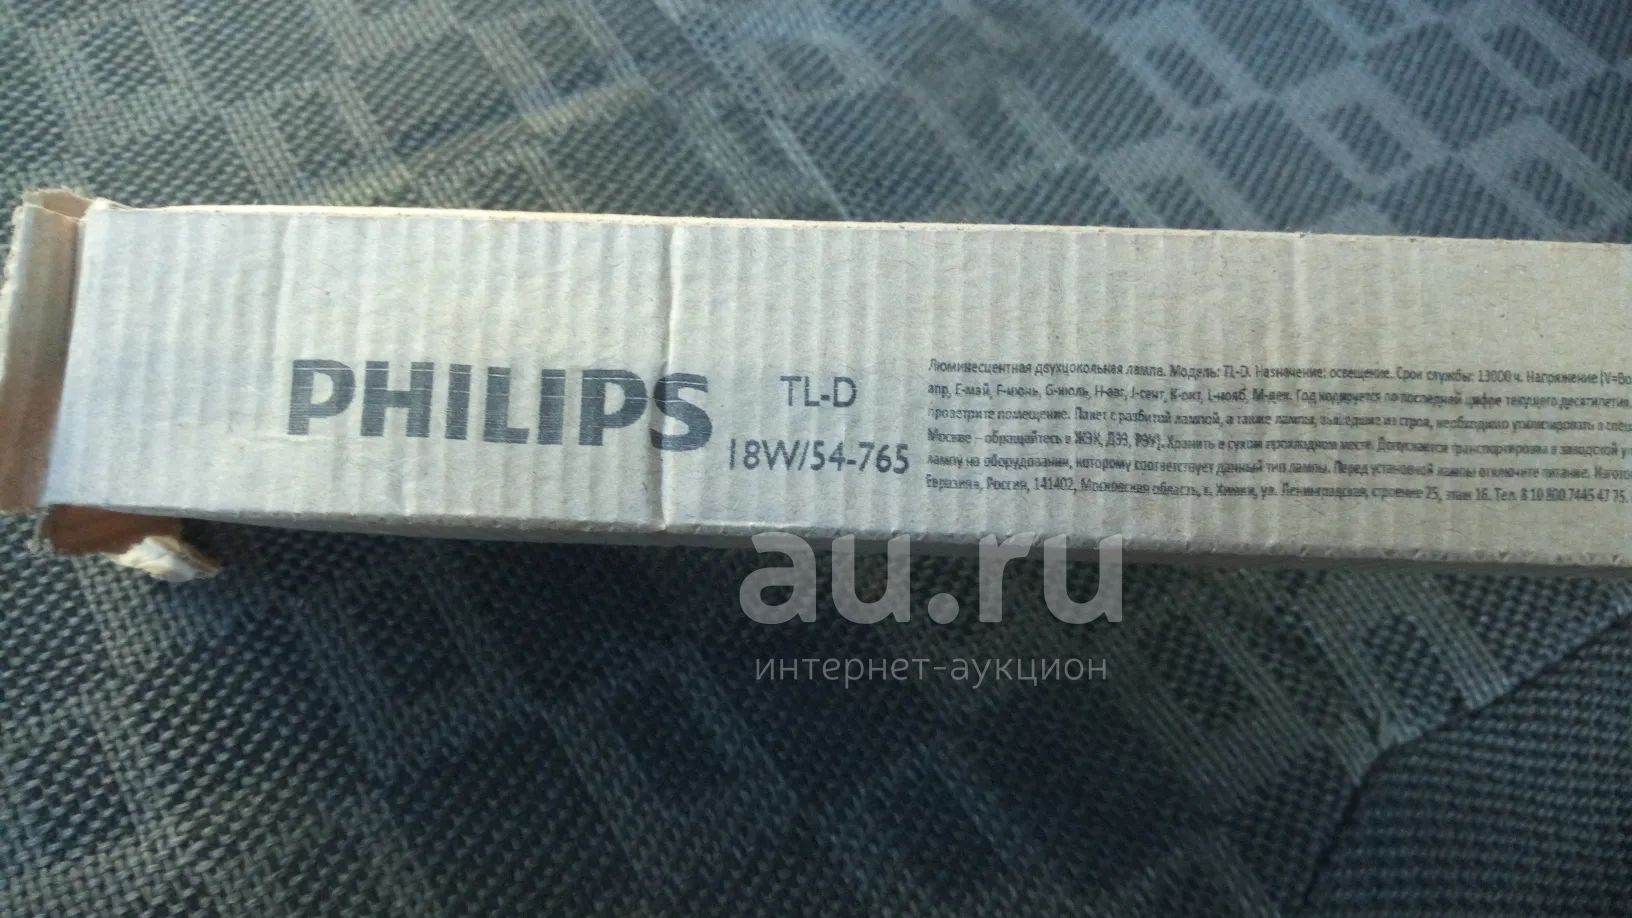 PHILIPS
TL-D
18W/54-765
Люминесцентная двухцокольная лампа. Модель: TL-D. Назначение: освещение. Срок службы: 13000 ч. Напряжение (V=Во
апр, E-май, F-июнь, G-июль, H-авг, J-сент, K-окт, L-нояб, M-дек. Год кодируется по последней цифре текущего десятилетия.
проветрите помещение. Пакет с разбитой лампой, а также лампы, вышедшие из строя, необходимо утилизировать в спец
Москве – обращайтесь в ЖЭК, ДЭЗ, РЭУ). Хранить в сухом прохладном месте. Допускается транспортировка в заводской у
лампу на оборудовании, которому соответствует данный тип лампы. Перед установкой лампы отключите питание. Изгото
Евразия», Россия, 141402, Московская область, г. Химки, ул. Ленинградская, строение 25, этаж 16. Тел. 8 10 800 7445 47 75.
au.ru
интернет-аукцион